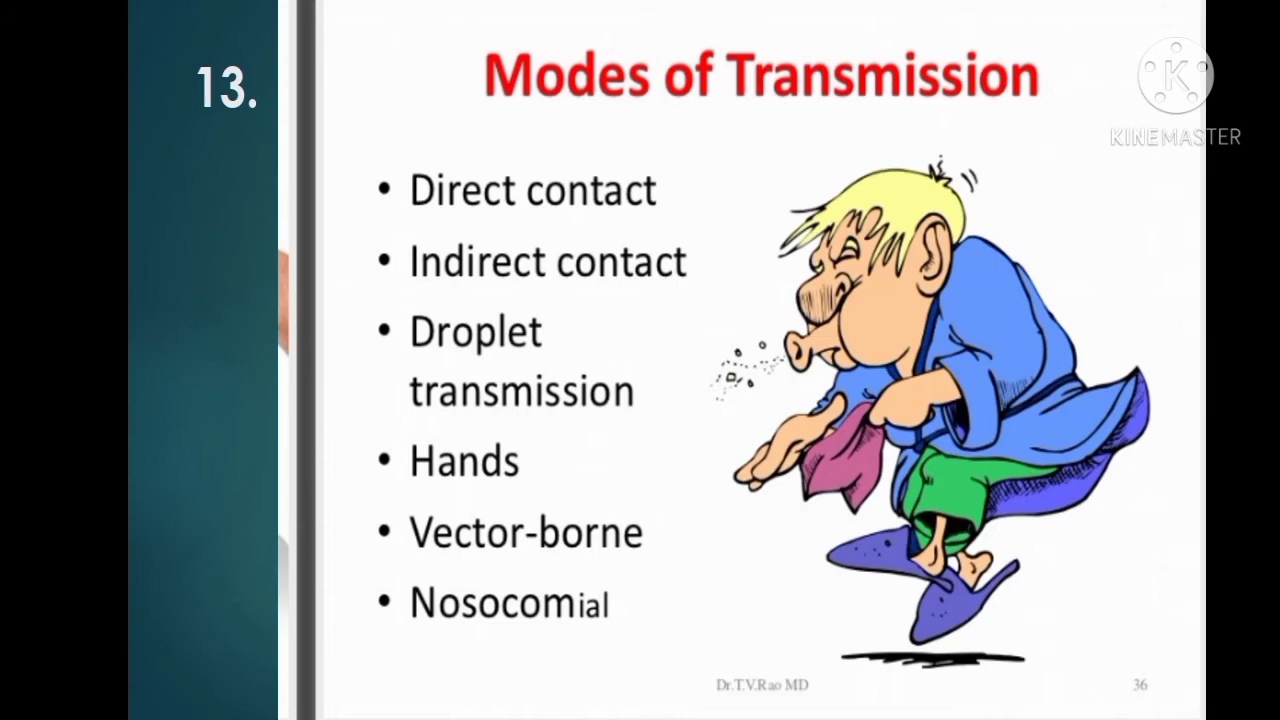 13.
Modes of Transmission
KINEMASTER
• Direct contact
• Indirect contact
• Droplet
transmission
• Hands
• Vector-borne
• Nosocomial
Dr.T.V.Rao MD
36